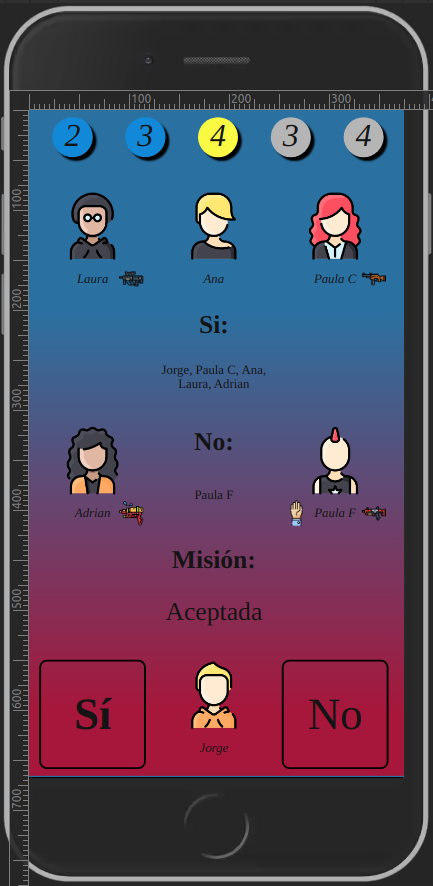 100 200 300
2 3 4 3 4
100
Laura Ana Paula C
200
Si:
300
Jorge, Paula C, Ana,
Laura, Adrian
No:
400
Paula F
Adrian Paula F
Misión:
500
Aceptada
600
Sí No
Jorge
700